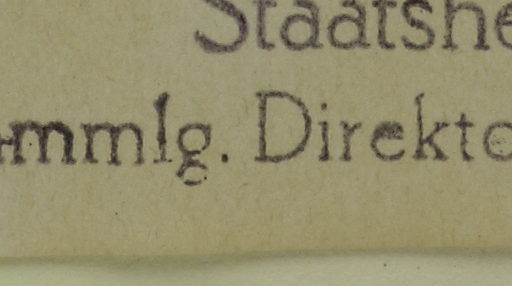 Staatshe
mmlg. Direkto